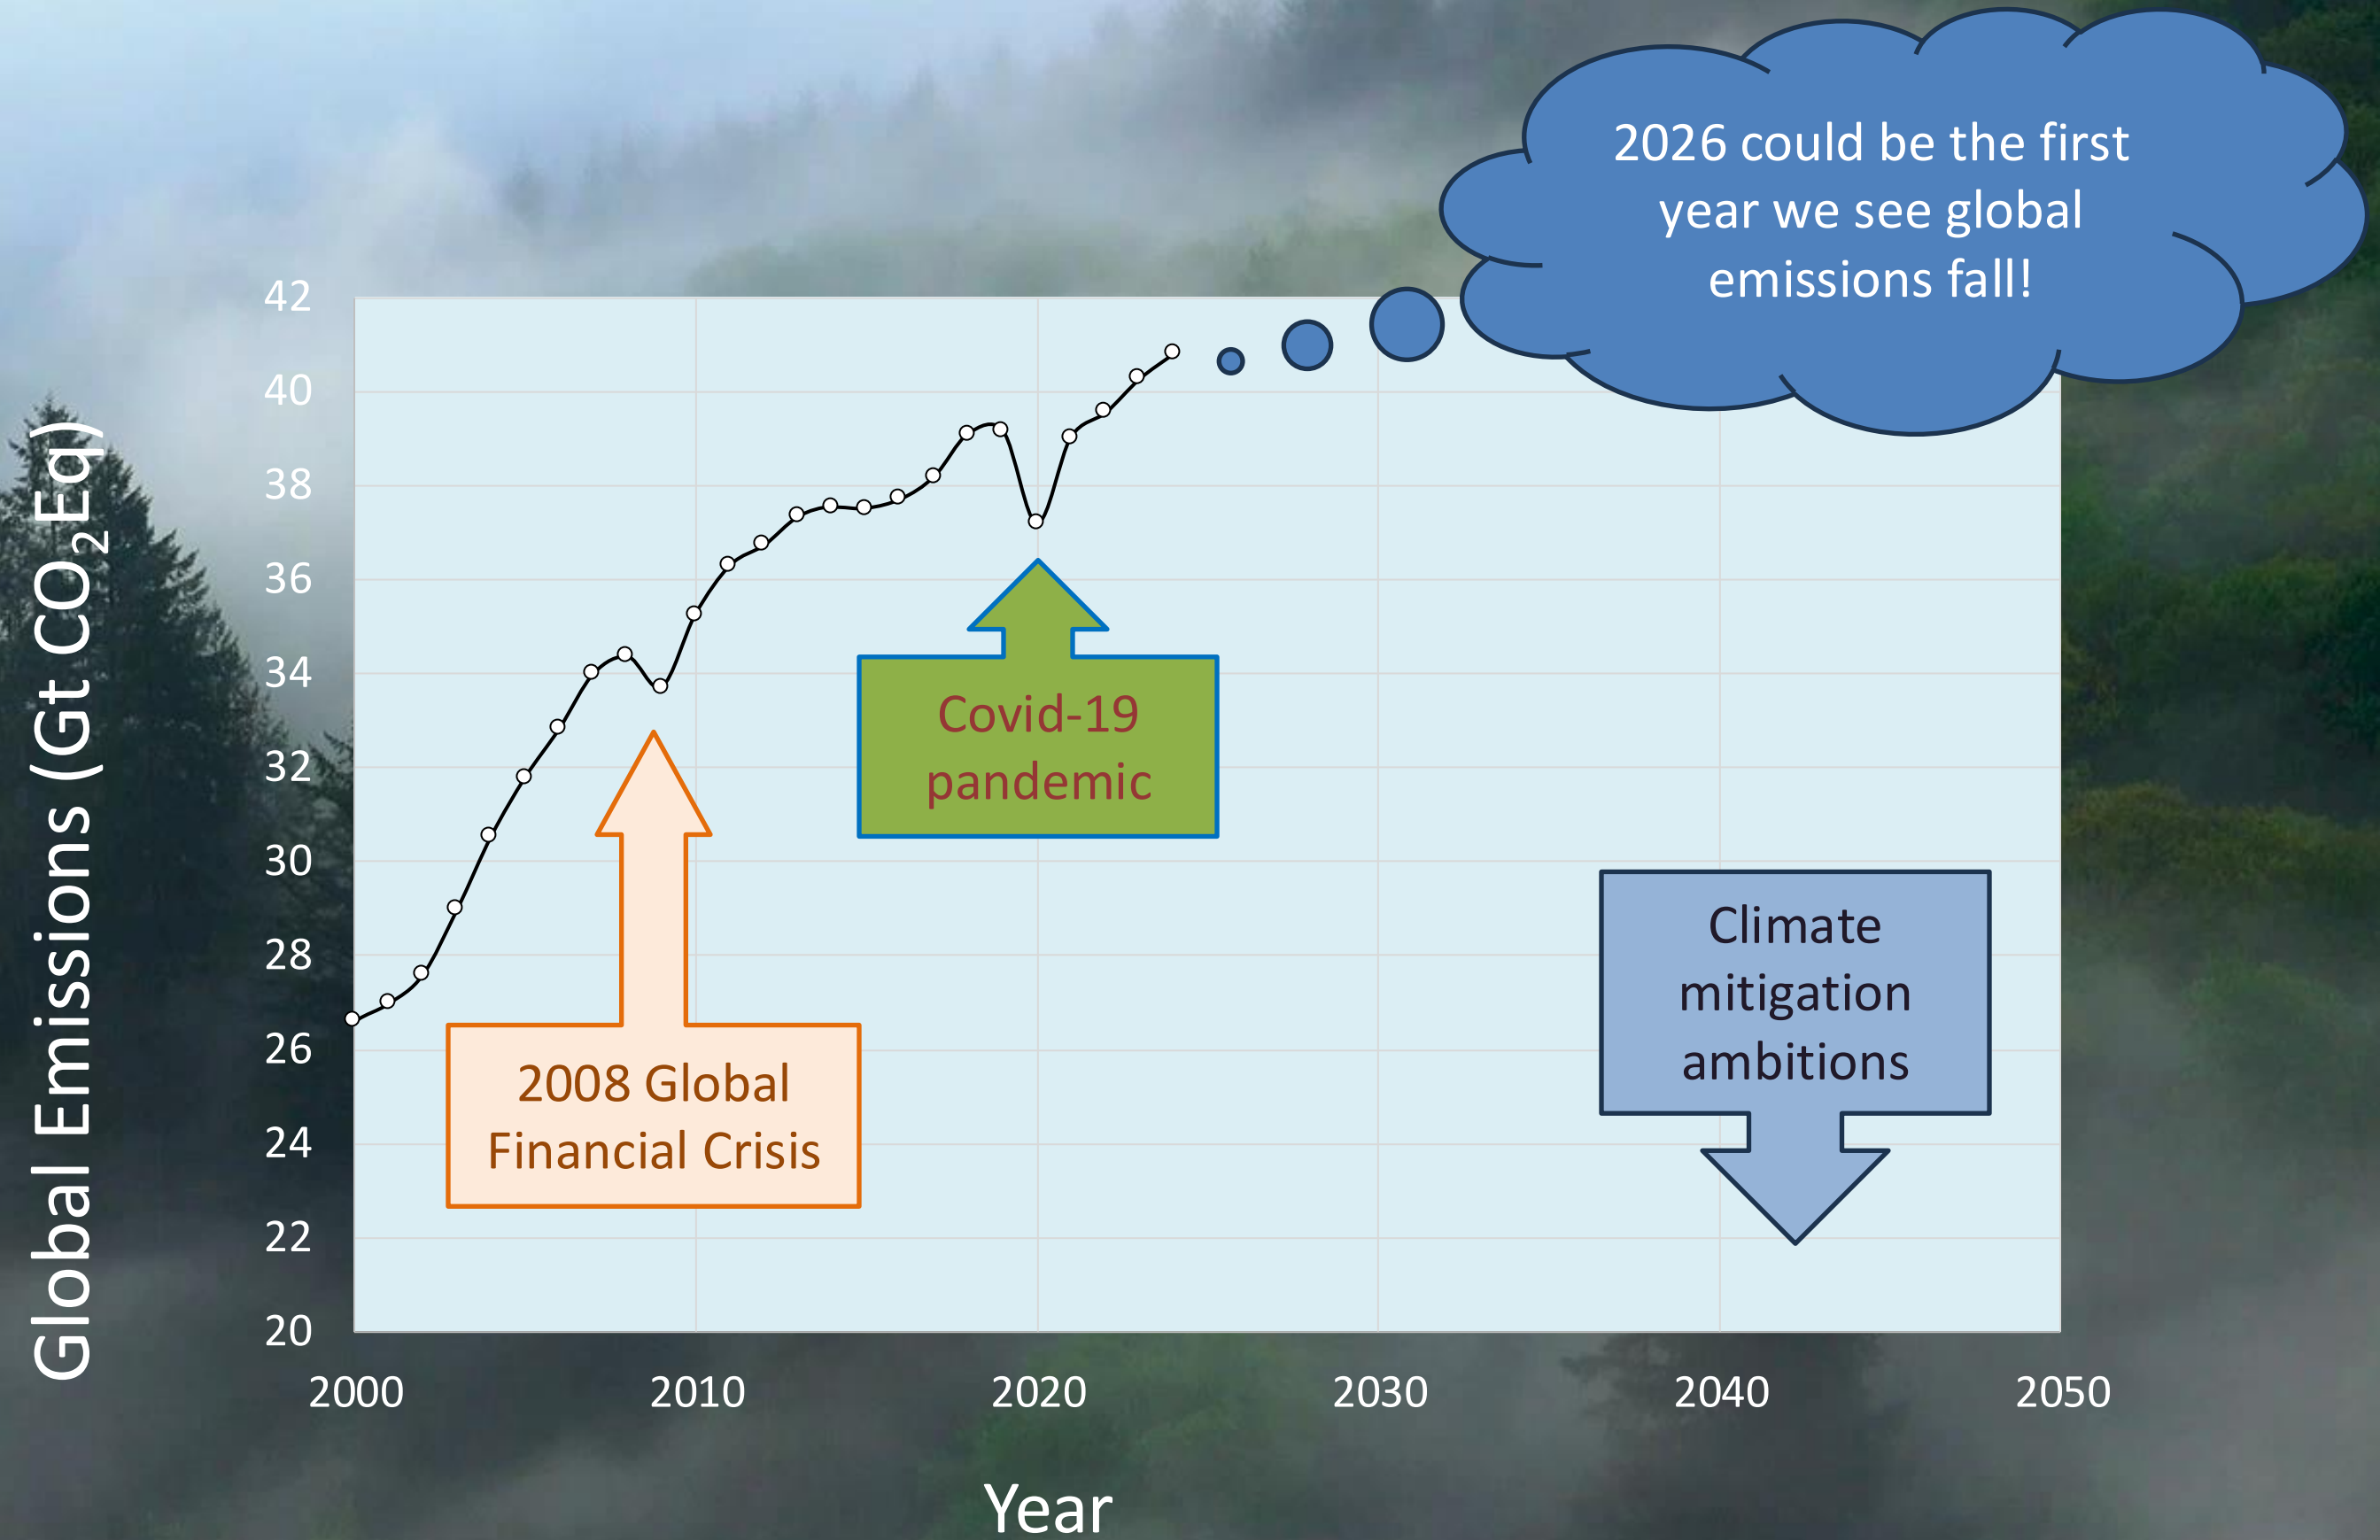 2026 could be the first
year we see global
emissions fall!
Global Emissions (Gt CO₂Eq)
42
40
38
36
34
32
30
28
26
24
22
20
Covid-19
pandemic
2008 Global
Financial Crisis
Climate
mitigation
ambitions
2000 2010 2020 2030 2040 2050
Year